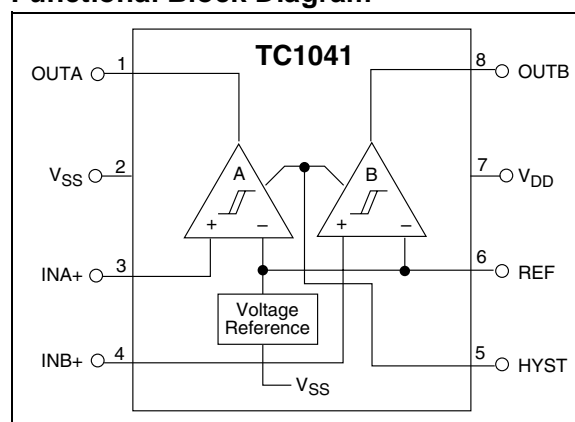 Functional Block Diagram
TC1041
OUTA 1
8 OUTB
A
B
VSS 2
7 VDD
+ −
+ −
INA+ 3
6 REF
Voltage
Reference
INB+ 4
5 HYST
VSS